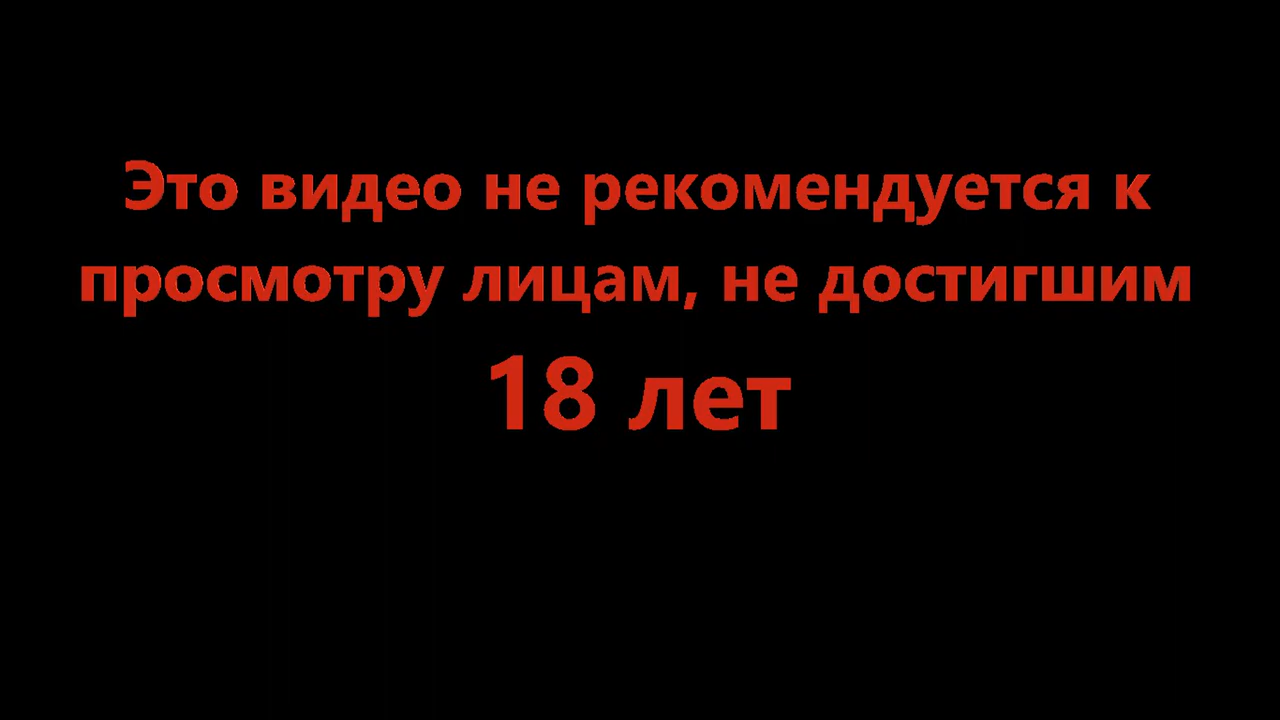 Это видео не рекомендуется к
просмотру лицам, не достигшим
18 лет